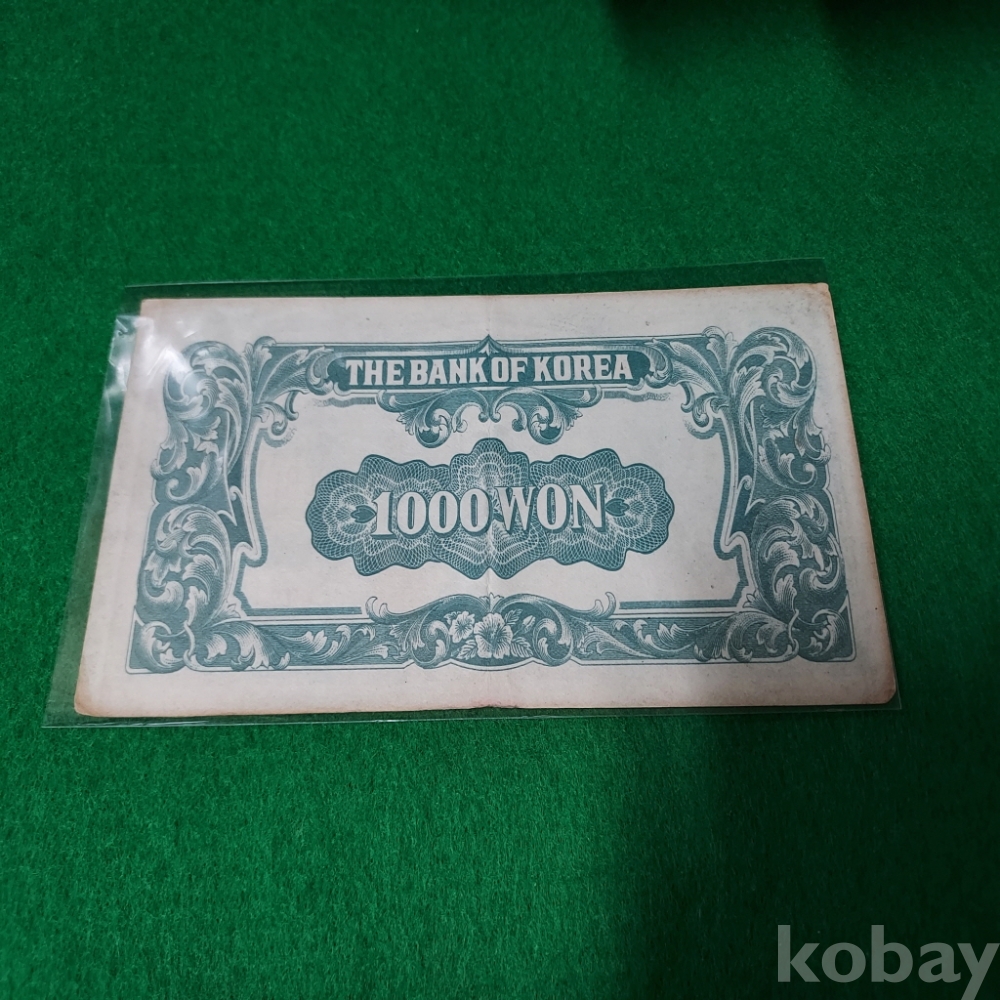 THE BANK OF KOREA
1000 WON
kobay